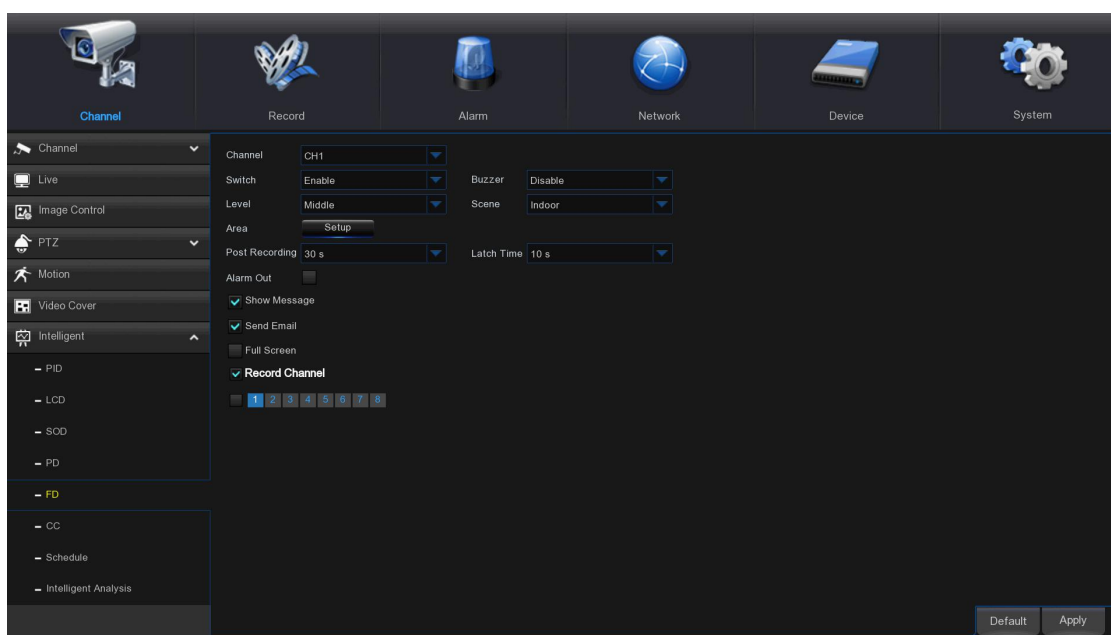 Channel Record Alarm Network Device System
Channel
Live
Image Control
PTZ
Motion
Video Cover
Intelligent
PID
LCD
SOD
PD
FD
CC
Schedule
Intelligent Analysis
Channel CH1
Switch Enable Buzzer Disable
Level Middle Scene Indoor
Area Setup
Post Recording 30 s Latch Time 10 s
Alarm Out
Show Message
Send Email
Full Screen
Record Channel
1 2 3 4 5 6 7 8
Default Apply